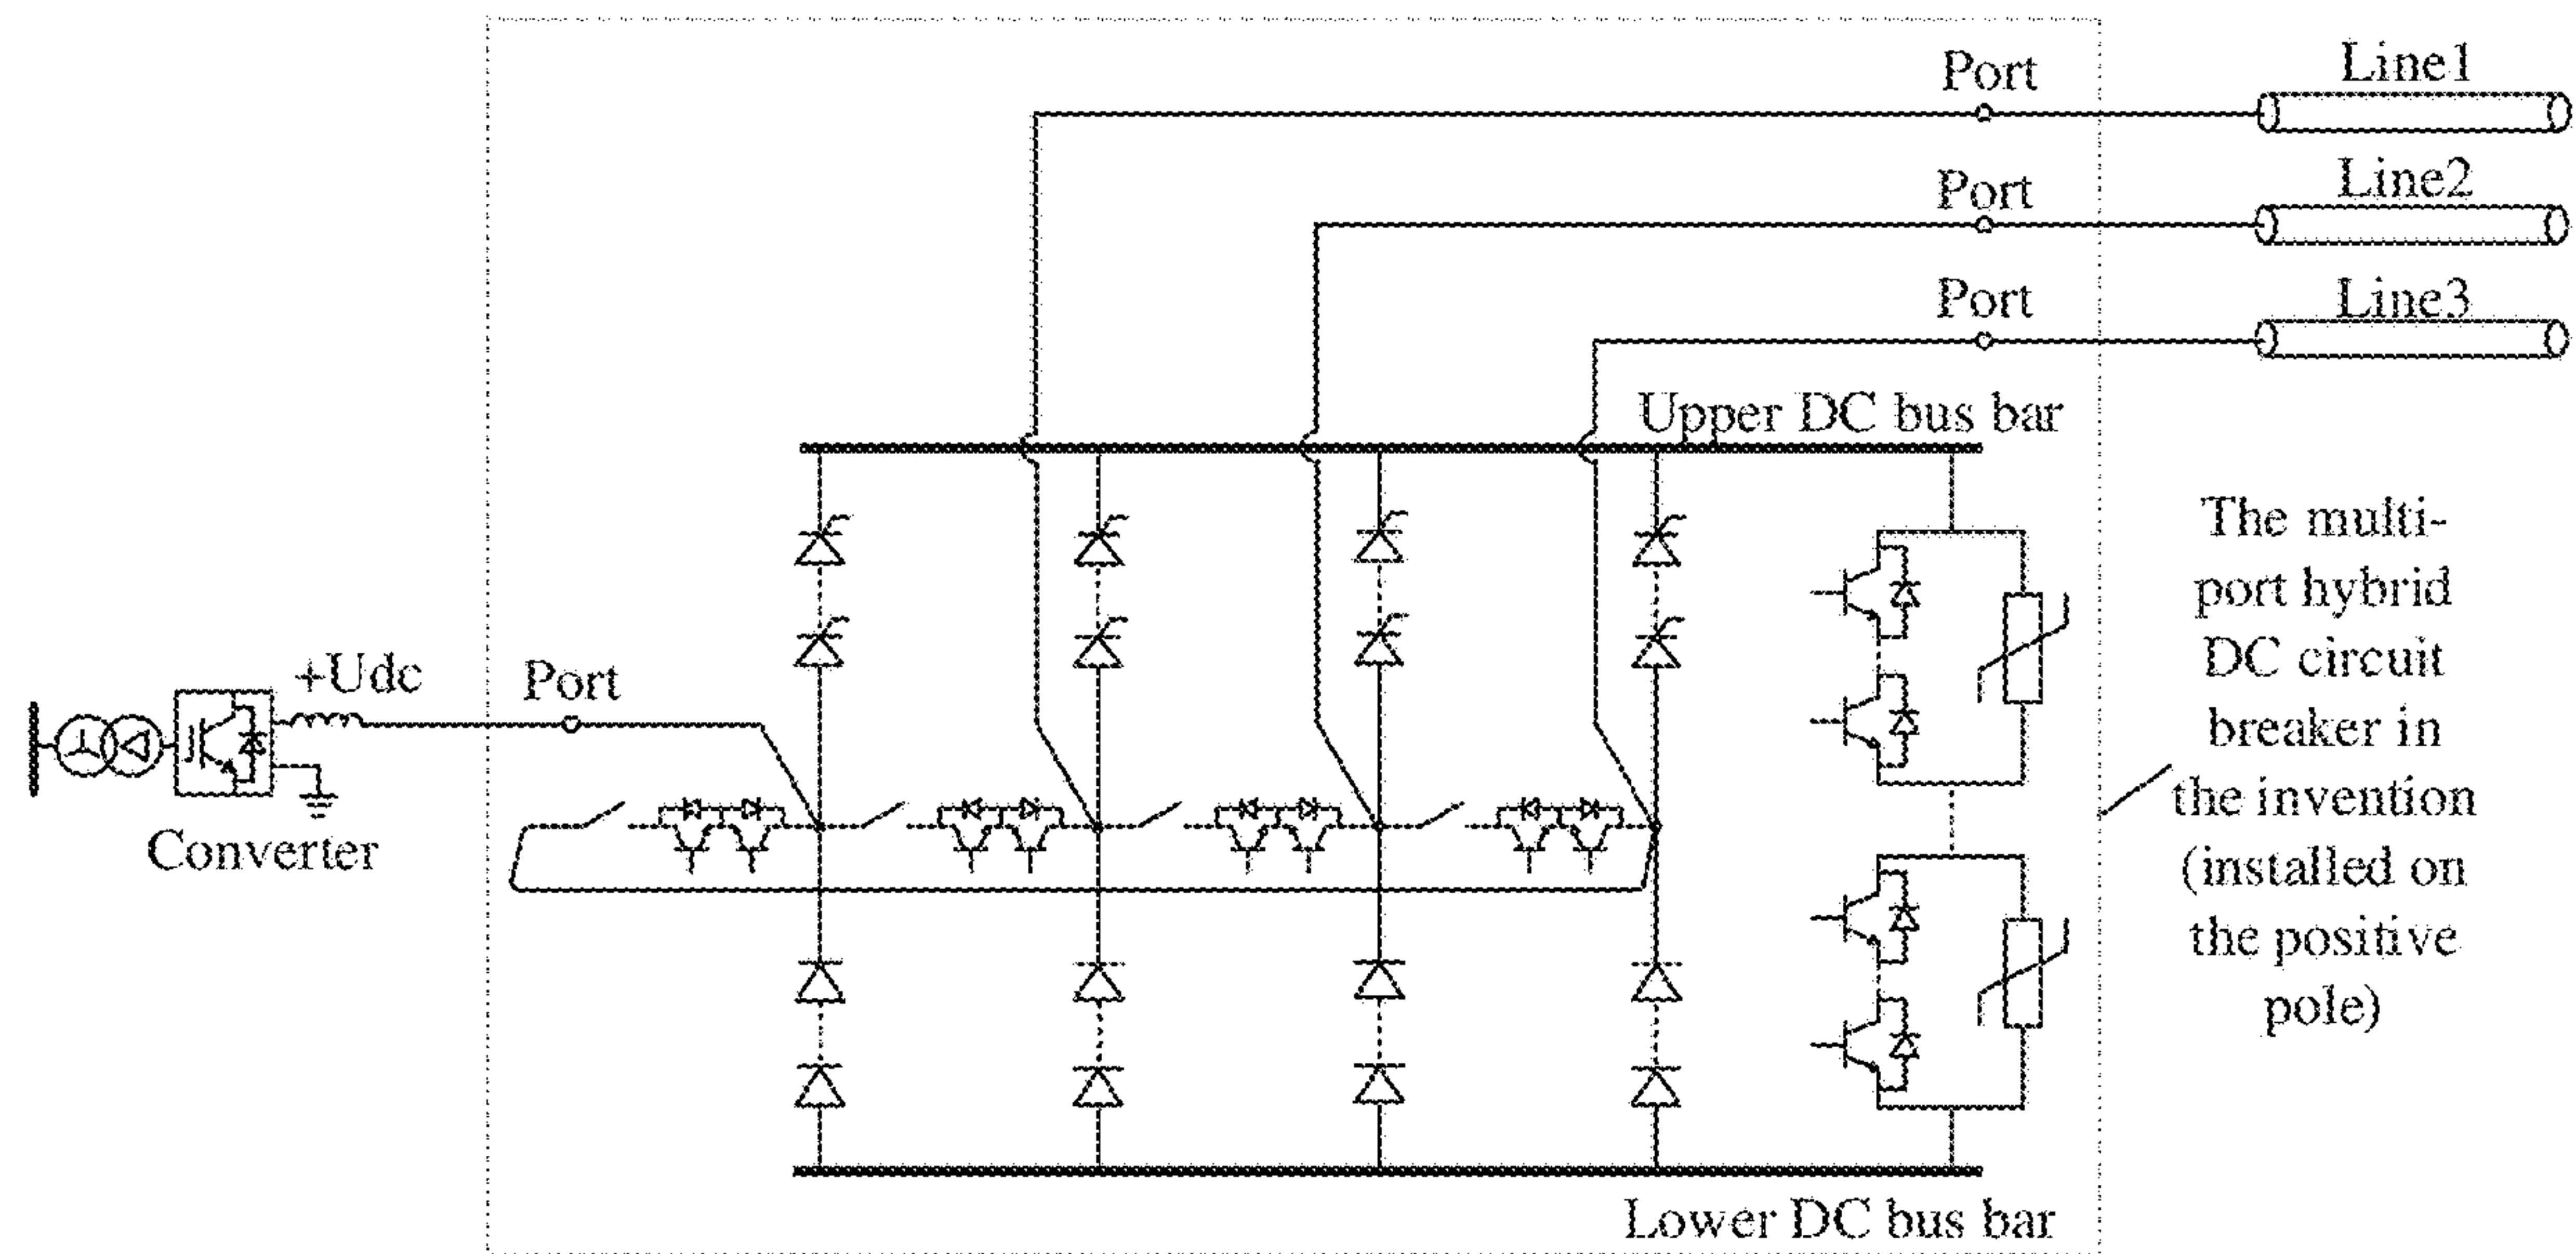 Port
Line1
Port
Line2
Port
Line3
Upper DC bus bar
+Udc
Port
Converter
The multi-
port hybrid
DC circuit
breaker in
the invention
(installed on
the positive
pole)
Lower DC bus bar